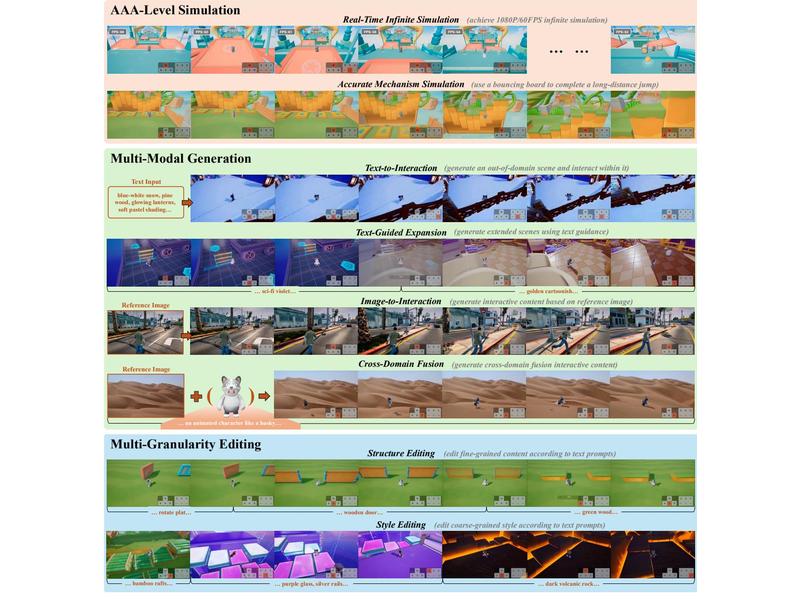 AAA-Level Simulation
Real-Time Infinite Simulation (achieve 1080P/60FPS infinite simulation)
... ...
Accurate Mechanism Simulation (use a bouncing board to complete a long-distance jump)
Multi-Modal Generation
Text-to-Interaction (generate an out-of-domain scene and interact within it)
Text Input
blue-white snow, pine
wood, glowing lanterns,
soft pastel shading...
Text-Guided Expansion (generate extended scenes using text guidance)
... sci-fi violet...
... golden cartoonish...
Image-to-Interaction (generate interactive content based on reference image)
Reference Image
Cross-Domain Fusion (generate cross-domain fusion interactive content)
Reference Image
+ ( )
... an animated character like a husky...
Multi-Granularity Editing
Structure Editing (edit fine-grained content according to text prompts)
... rotate plat...
... wooden door...
... green wood...
Style Editing (edit coarse-grained style according to text prompts)
... bamboo rafts...
... purple glass, silver rails...
... dark volcanic rock...